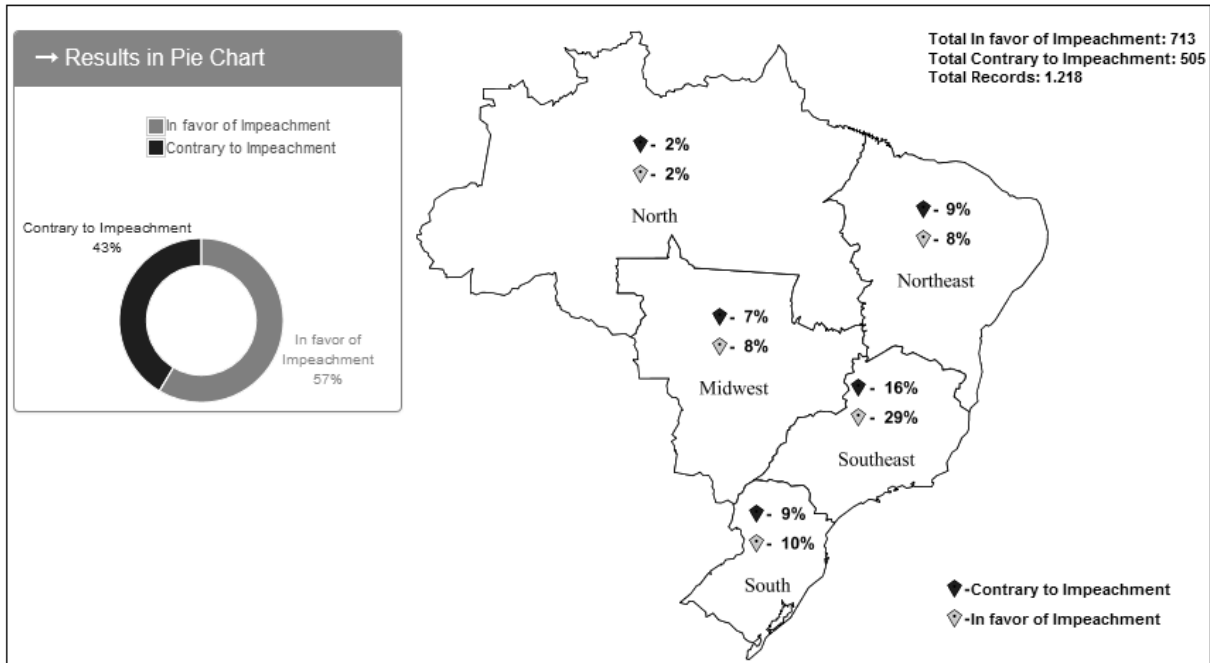 → Results in Pie Chart
In favor of Impeachment
Contrary to Impeachment
Contrary to Impeachment
43%
In favor of
Impeachment
57%
Total In favor of Impeachment: 713
Total Contrary to Impeachment: 505
Total Records: 1.218
- 2%
- 2%
North
- 9%
- 8%
Northeast
- 7%
- 8%
Midwest
- 16%
- 29%
Southeast
- 9%
- 10%
South
-Contrary to Impeachment
-In favor of Impeachment